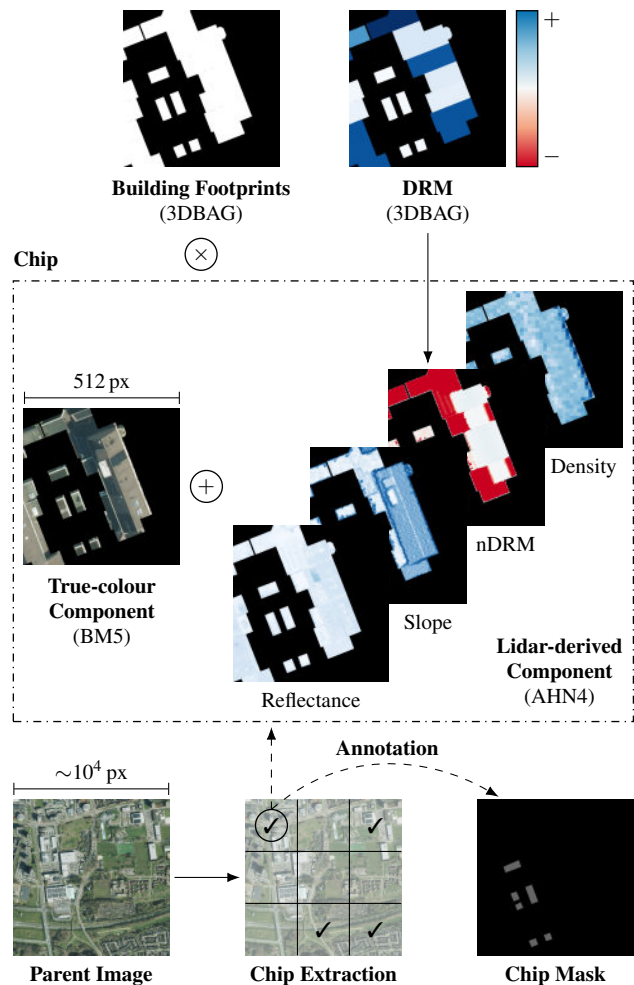 +
−
Building Footprints
(3DBAG)
DRM
(3DBAG)
×
Chip
512 px
+
Density
nDRM
True-colour
Component
(BM5)
Slope
Lidar-derived
Component
(AHN4)
Reflectance
Annotation
∼10⁴ px
✓
✓
✓
✓
Parent Image
Chip Extraction
Chip Mask